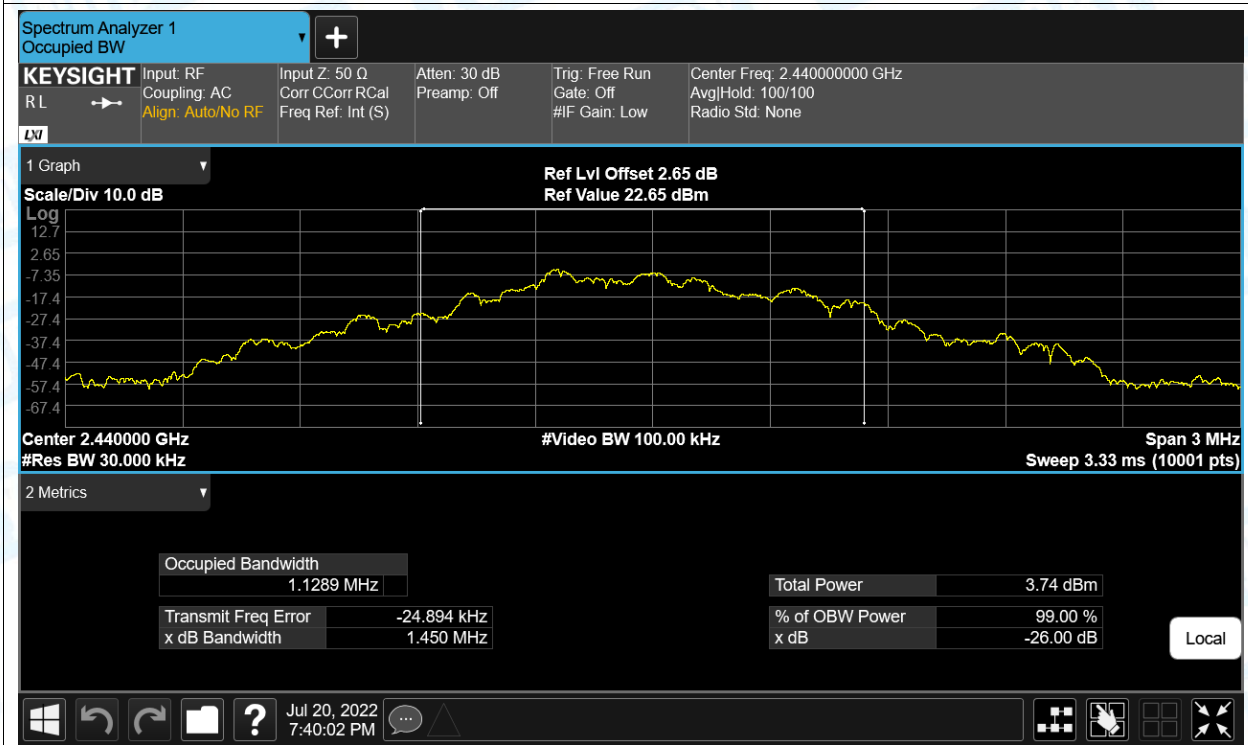 Spectrum Analyzer 1
Occupied BW
KEYSIGHT
R L
LXI
Input: RF
Coupling: AC
Align: Auto/No RF
Input Z: 50 Ω
Corr CCorr RCal
Freq Ref: Int (S)
Atten: 30 dB
Preamp: Off
Trig: Free Run
Gate: Off
#IF Gain: Low
Center Freq: 2.440000000 GHz
Avg|Hold: 100/100
Radio Std: None
1 Graph
Scale/Div 10.0 dB
Ref Lvl Offset 2.65 dB
Ref Value 22.65 dBm
Log
12.7
2.65
-7.35
-17.4
-27.4
-37.4
-47.4
-57.4
-67.4
Center 2.440000 GHz
#Res BW 30.000 kHz
#Video BW 100.00 kHz
Span 3 MHz
Sweep 3.33 ms (10001 pts)
2 Metrics
Occupied Bandwidth
1.1289 MHz
Transmit Freq Error -24.894 kHz
x dB Bandwidth 1.450 MHz
Total Power 3.74 dBm
% of OBW Power 99.00 %
x dB -26.00 dB
Local
?
Jul 20, 2022
7:40:02 PM